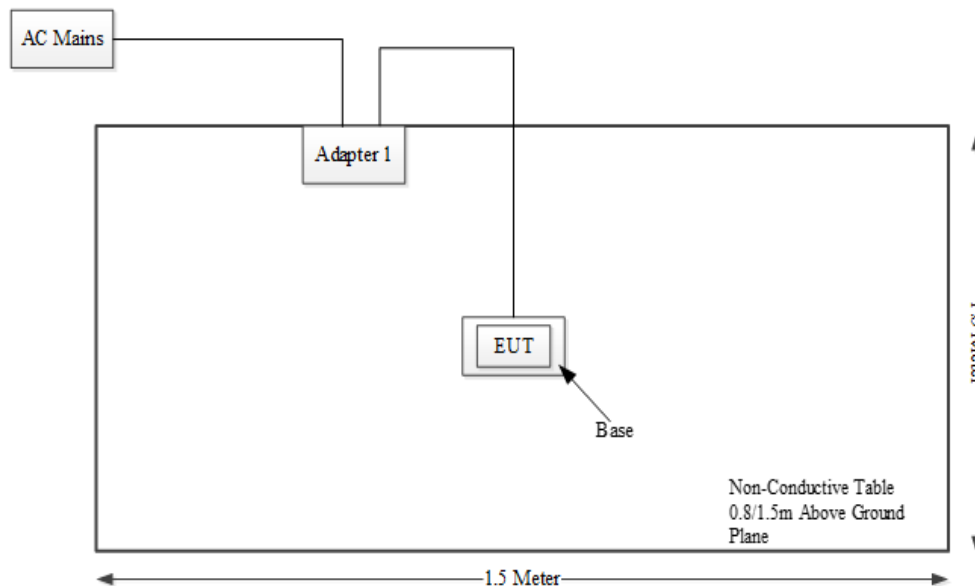 AC Mains
Adapter 1
EUT
Base
Non-Conductive Table
0.8/1.5m Above Ground
Plane
1.5 Meter